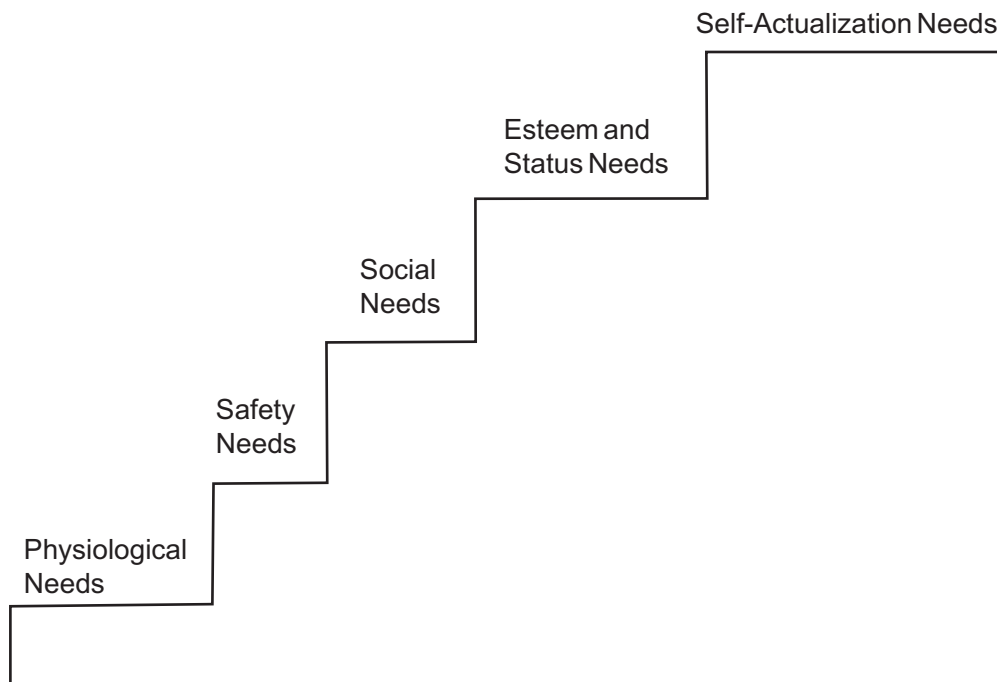 Self-Actualization Needs
Esteem and
Status Needs
Social
Needs
Safety
Needs
Physiological
Needs